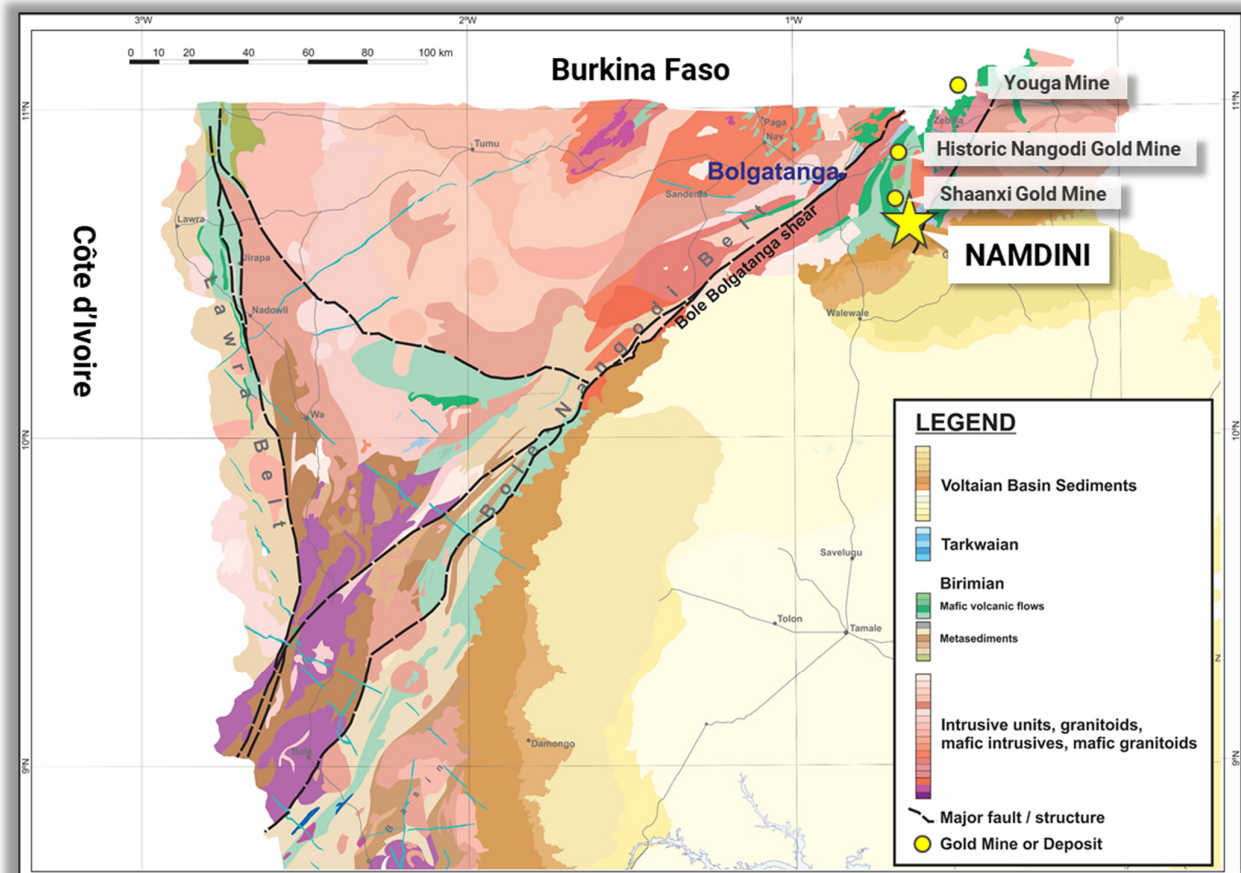 3°W
2°W
1°W
0°
0 10 20 40 60 80 100 km
Burkina Faso
Youga Mine
11°N
11°N
Paga
Nav
Zebilla
Tumu
Historic Nangodi Gold Mine
Bolgatanga
Sandema
Shaanxi Gold Mine
Lawra
NAMDINI
Côte d'Ivoire
Jirapa
Bole Bolgatanga shear
Nadowli
Walewale
Lawra Belt
Bole Nangodi Belt
Wa
10°N
10°N
LEGEND
Voltaian Basin Sediments
Tarkwaian
Birimian
Mafic volcanic flows
Metasediments
Intrusive units, granitoids,
mafic intrusives, mafic granitoids
Major fault / structure
Gold Mine or Deposit
Savelugu
Tolon
Tamale
Z
Damongo
Bole
9°N
9°N